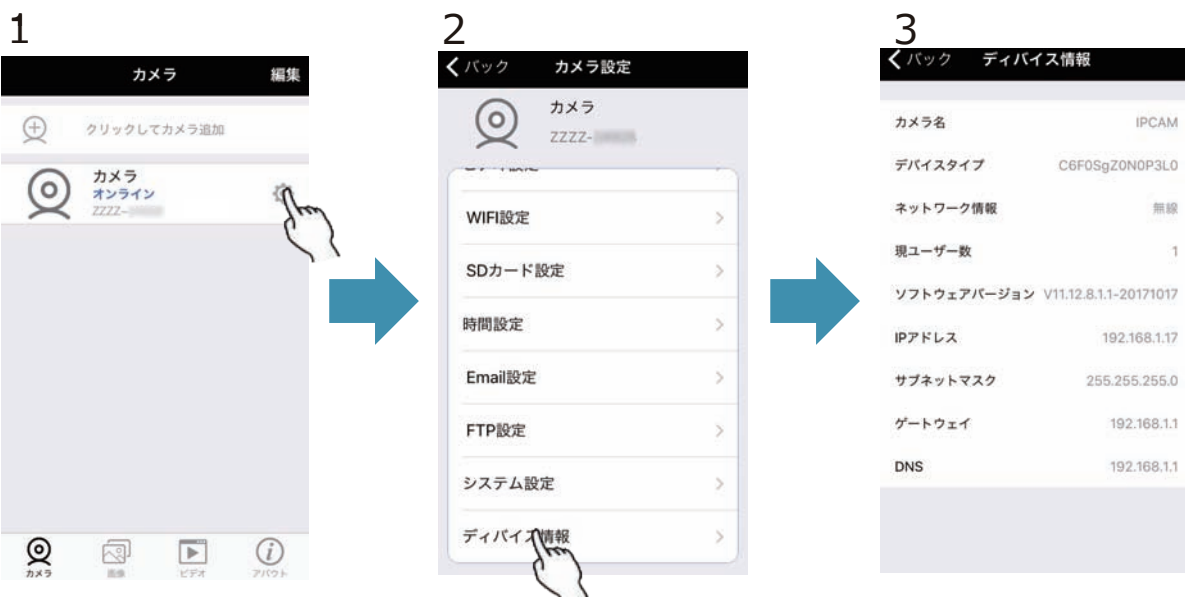 1
カメラ
編集
クリックしてカメラ追加
カメラ
オンライン
ZZZZ-
カメラ
画像
ビデオ
アバウト
2
バック
カメラ設定
カメラ
ZZZZ-
WIFI設定
SDカード設定
時間設定
Email設定
FTP設定
システム設定
ディバイス情報
3
バック
ディバイス情報
カメラ名 IPCAM
デバイスタイプ C6F0SgZ0N0P3L0
ネットワーク情報 無線
現ユーザー数 1
ソフトウェアバージョン V11.12.8.1.1-20171017
IPアドレス 192.168.1.17
サブネットマスク 255.255.255.0
ゲートウェイ 192.168.1.1
DNS 192.168.1.1